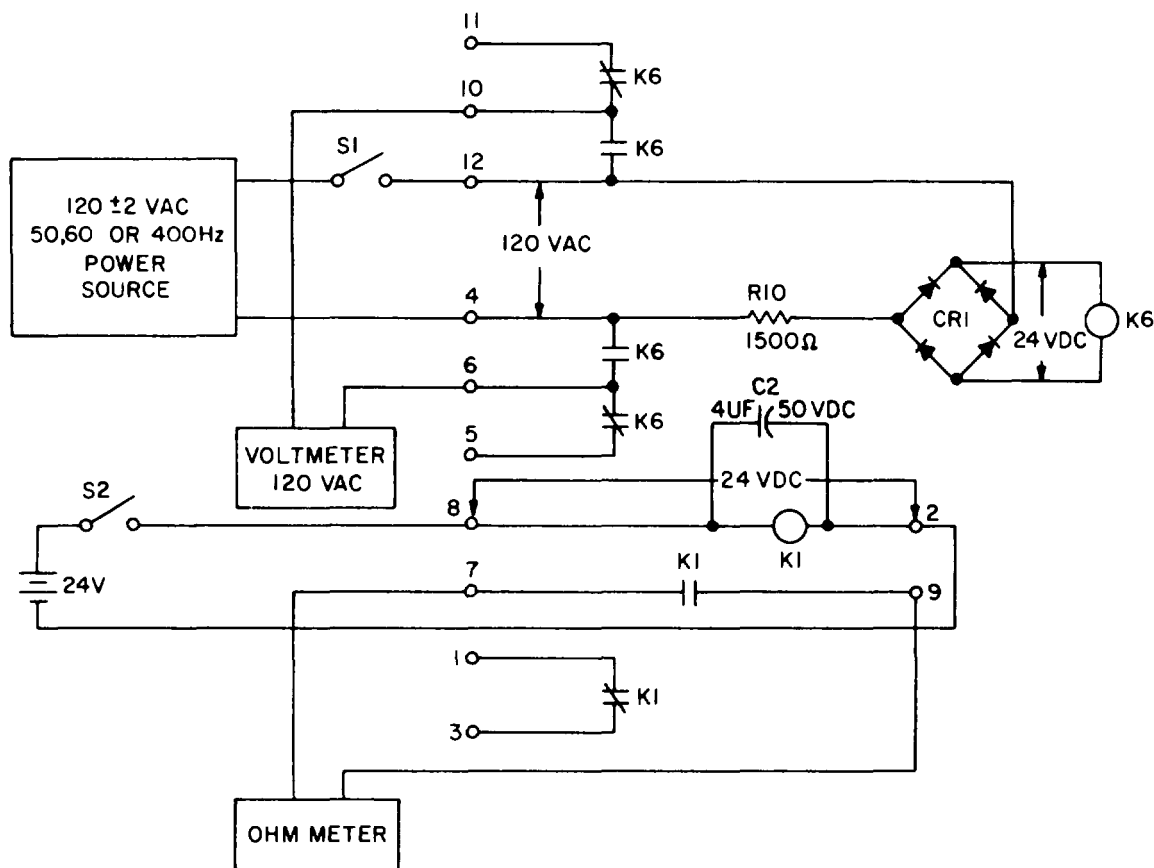 11
K6
10
K6
S1
12
120 ±2 VAC
50,60 OR 400Hz
POWER
SOURCE
120 VAC
4
R10
1500Ω
CR1
24 VDC
K6
K6
6
C2
4UF 50 VDC
K6
5
VOLTMETER
120 VAC
24 VDC
S2
8
2
K1
24V
7
K1
9
1
K1
3
OHM METER